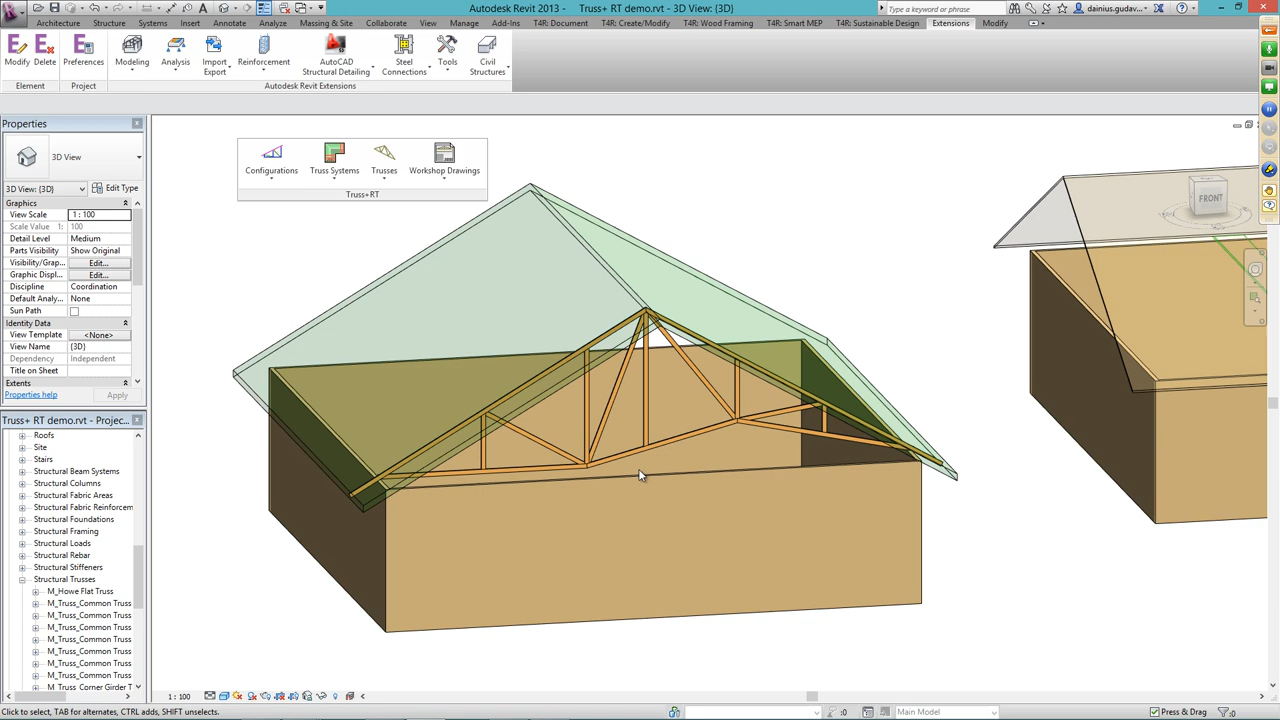 Autodesk Revit 2013 - Truss+ RT demo.rvt - 3D View: {3D}
Type a keyword or phrase
dainius.gudav...
Architecture Structure Systems Insert Annotate Analyze Massing & Site Collaborate View Manage Add-Ins T4R: Document T4R: Create/Modify T4R: Wood Framing T4R: Smart MEP T4R: Sustainable Design Extensions Modify
Modify Delete Preferences Modeling Analysis Import Export Reinforcement AutoCAD Structural Detailing Steel Connections Tools Civil Structures
Element Project Autodesk Revit Extensions
Properties
3D View
3D View: {3D} Edit Type
Graphics
View Scale 1 : 100
Scale Value 1: 100
Detail Level Medium
Parts Visibility Show Original
Visibility/Grap... Edit...
Graphic Displ... Edit...
Discipline Coordination
Default Analy... None
Sun Path
Identity Data
View Template <None>
View Name {3D}
Dependency Independent
Title on Sheet
Extents
Properties help Apply
Configurations Truss Systems Trusses Workshop Drawings
Truss+RT
FRONT
Truss+ RT demo.rvt - Projec...
Roofs
Site
Stairs
Structural Beam Systems
Structural Columns
Structural Fabric Areas
Structural Fabric Reinforcem
Structural Foundations
Structural Framing
Structural Loads
Structural Rebar
Structural Stiffeners
Structural Trusses
M_Howe Flat Truss
M_Truss_Common Truss
M_Truss_Common Truss
M_Truss_Common Truss
M_Truss_Common Truss
M_Truss_Common Truss
M_Truss_Common Truss
M_Truss_Common Truss
M_Truss_Corner Girder T
1 : 100
Click to select, TAB for alternates, CTRL adds, SHIFT unselects.
:0
Main Model
Press & Drag
:0